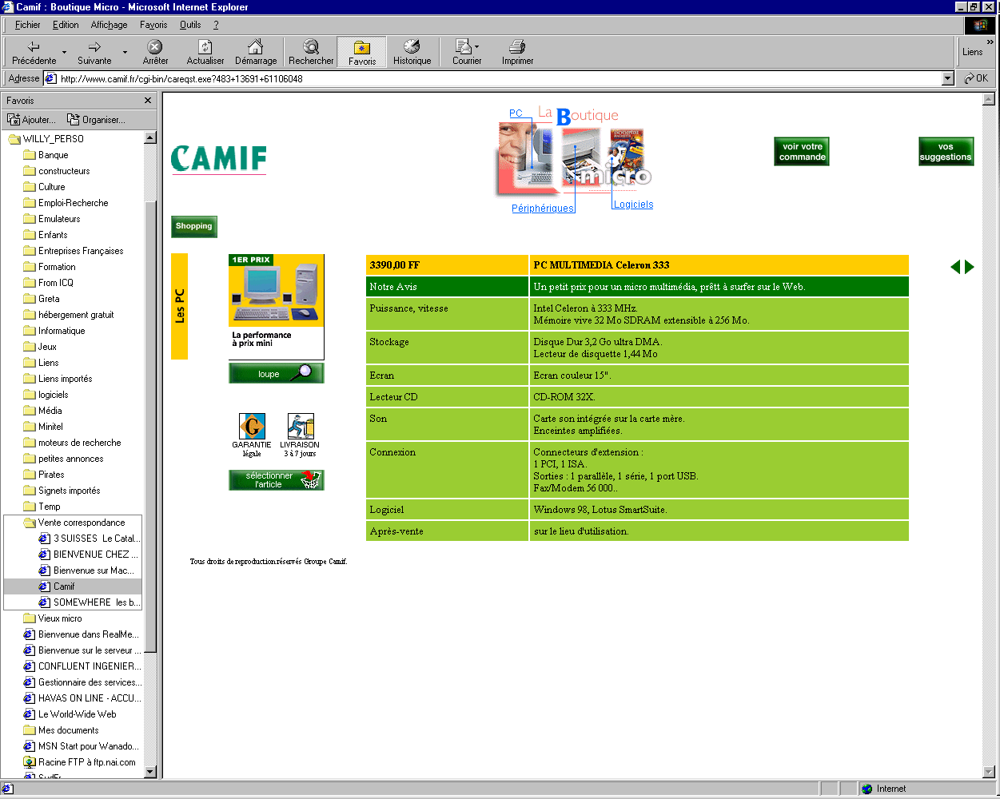 Camif : Boutique Micro - Microsoft Internet Explorer
Fichier Edition Affichage Favoris Outils ?
Précédente Suivante Arrêter Actualiser Démarrage Rechercher Favoris Historique Courrier Imprimer Liens »
Adresse http://www.camif.fr/cgi-bin/careqst.exe?483+13691+61106048 OK
Favoris
Ajouter... Organiser...
WILLY_PERSO
Banque
constructeurs
Culture
Emploi-Recherche
Emulateurs
Enfants
Entreprises Françaises
Formation
From ICQ
Greta
hébergement gratuit
Informatique
Jeux
Liens
Liens importés
logiciels
Média
Minitel
moteurs de recherche
petites annonces
Pirates
Signets importés
Temp
Vente correspondance
3 SUISSES Le Catal...
BIENVENUE CHEZ ...
Bienvenue sur Mac...
Camif
SOMEWHERE les b...
Vieux micro
Bienvenue dans RealMe...
Bienvenue sur le serveur ...
CONFLUENT INGENIER...
Gestionnaire des services...
HAVAS ON LINE - ACCU...
Le World-Wide Web
Mes documents
MSN Start pour Wanado...
Racine FTP à ftp.nai.com
CAMIF
PC
La Boutique
micro
Périphériques
Logiciels
voir votre
commande
vos
suggestions
Shopping
Les PC
1ER PRIX
La performance
à prix mini
loupe
GARANTIE
légale
LIVRAISON
3 à 7 jours
sélectionner
l'article
3390,00 FF PC MULTIMEDIA Celeron 333
Notre Avis Un petit prix pour un micro multimédia, prêtt à surfer sur le Web.
Puissance, vitesse Intel Celeron à 333 MHz.
Mémoire vive 32 Mo SDRAM extensible à 256 Mo.
Stockage Disque Dur 3,2 Go ultra DMA.
Lecteur de disquette 1,44 Mo
Ecran Ecran couleur 15".
Lecteur CD CD-ROM 32X.
Son Carte son intégrée sur la carte mère.
Enceintes amplifiées.
Connexion Connecteurs d'extension :
1 PCI, 1 ISA.
Sorties : 1 parallèle, 1 série, 1 port USB.
Fax/Modem 56 000..
Logiciel Windows 98, Lotus SmartSuite.
Après-vente sur le lieu d'utilisation.
Tous droits de reproduction réservés Groupe Camif.
Internet